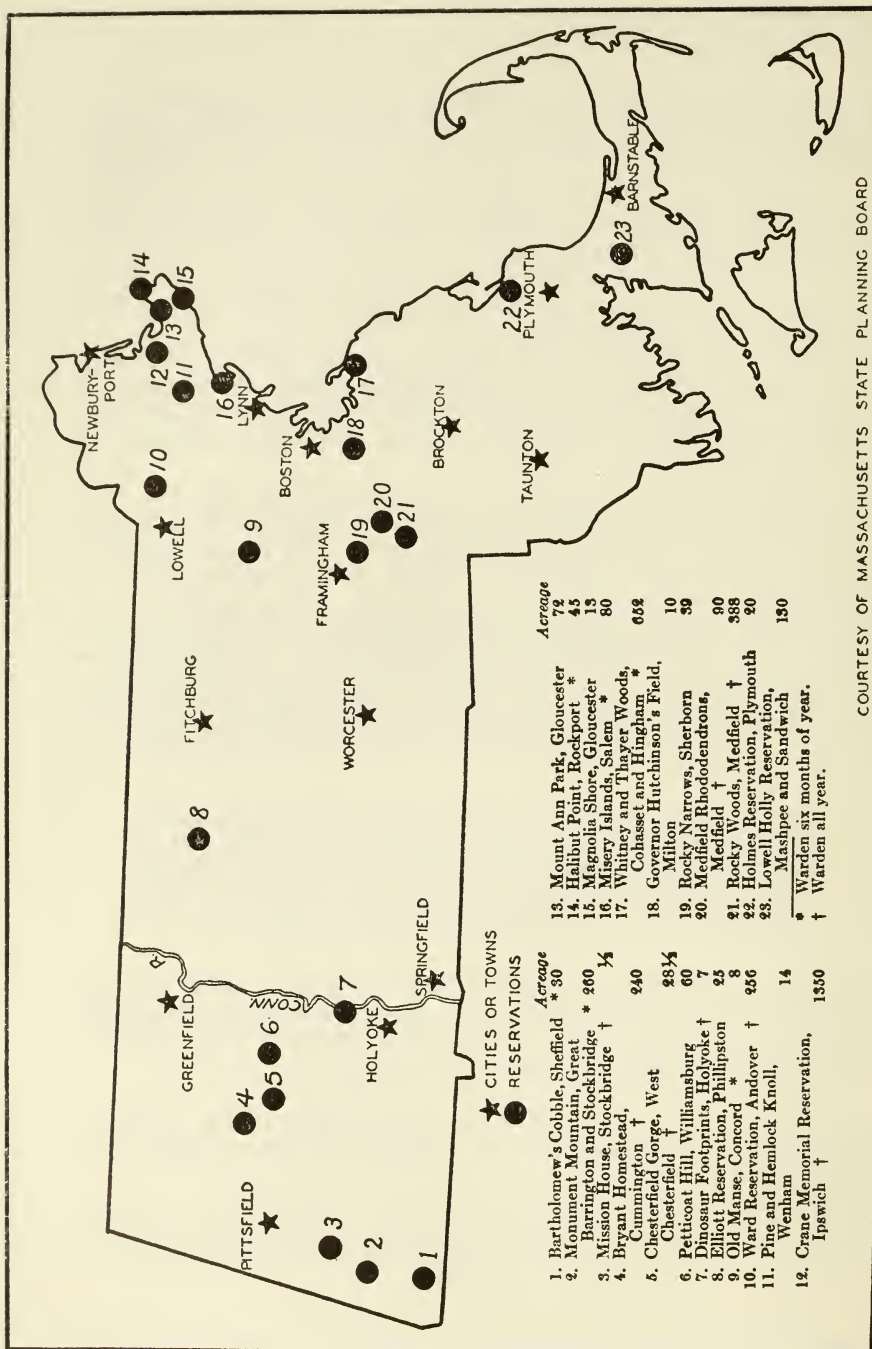 NEWBURY-
PORT
14
12
13
15
11
10
LOWELL
16
LYNN
9
BOSTON
17
18
FITCHBURG
8
FRAMINGHAM
19
20
21
BROCKTON
WORCESTER
22
PLYMOUTH
TAUNTON
23
BARNSTABLE
GREENFIELD
CONN.
R.
4
5
6
7
HOLYOKE
SPRINGFIELD
PITTSFIELD
3
2
1
CITIES OR TOWNS
RESERVATIONS
Acreage
1. Bartholomew's Cobble, Sheffield * 30
2. Monument Mountain, Great
Barrington and Stockbridge * 260
3. Mission House, Stockbridge † ½
4. Bryant Homestead,
Cummington † 240
5. Chesterfield Gorge, West
Chesterfield † 28½
6. Petticoat Hill, Williamsburg 60
7. Dinosaur Footprints, Holyoke † 7
8. Elliott Reservation, Phillipston 25
9. Old Manse, Concord * 8
10. Ward Reservation, Andover † 256
11. Pine and Hemlock Knoll,
Wenham 14
12. Crane Memorial Reservation,
Ipswich † 1350
Acreage
13. Mount Ann Park, Gloucester 72
14. Halibut Point, Rockport * 45
15. Magnolia Shore, Gloucester 13
16. Misery Islands, Salem * 80
17. Whitney and Thayer Woods,
Cohasset and Hingham * 652
18. Governor Hutchinson's Field,
Milton 10
19. Rocky Narrows, Sherborn 39
20. Medfield Rhododendrons,
Medfield † 90
21. Rocky Woods, Medfield † 388
22. Holmes Reservation, Plymouth 20
23. Lowell Holly Reservation,
Mashpee and Sandwich 130
* Warden six months of year.
† Warden all year.
COURTESY OF MASSACHUSETTS STATE PLANNING BOARD